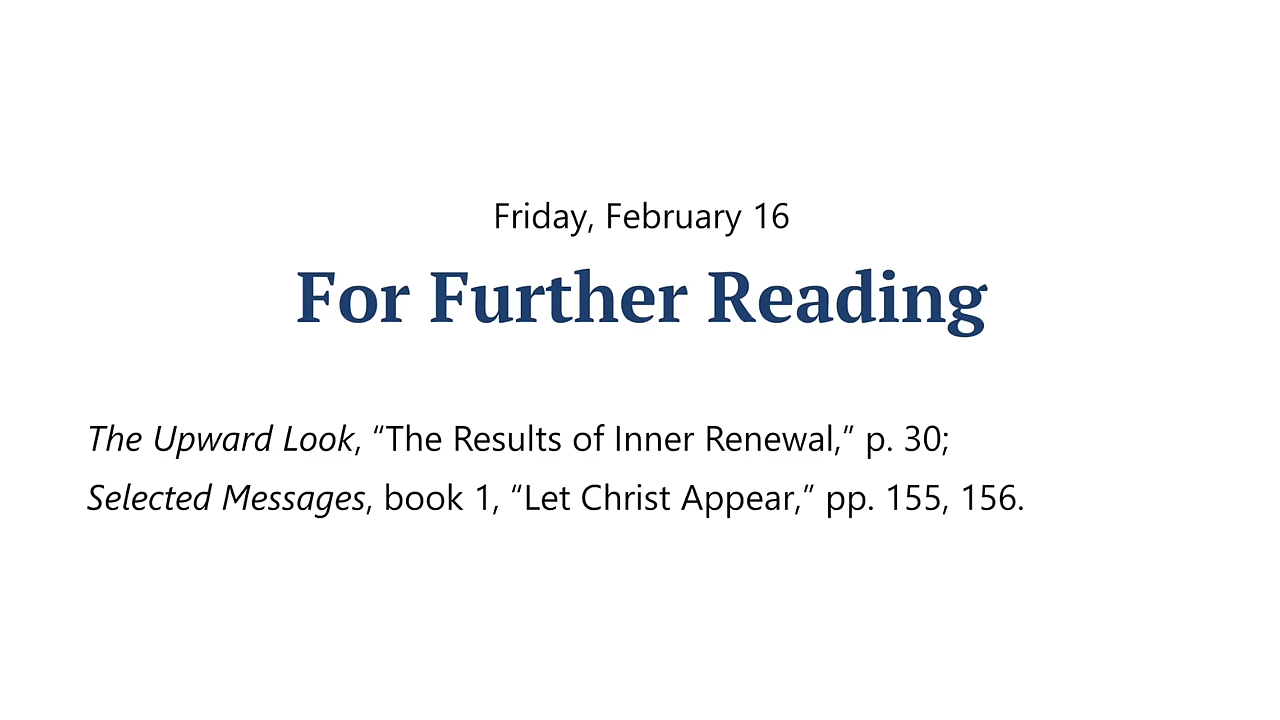 Friday, February 16
For Further Reading
The Upward Look, “The Results of Inner Renewal,” p. 30;
Selected Messages, book 1, “Let Christ Appear,” pp. 155, 156.